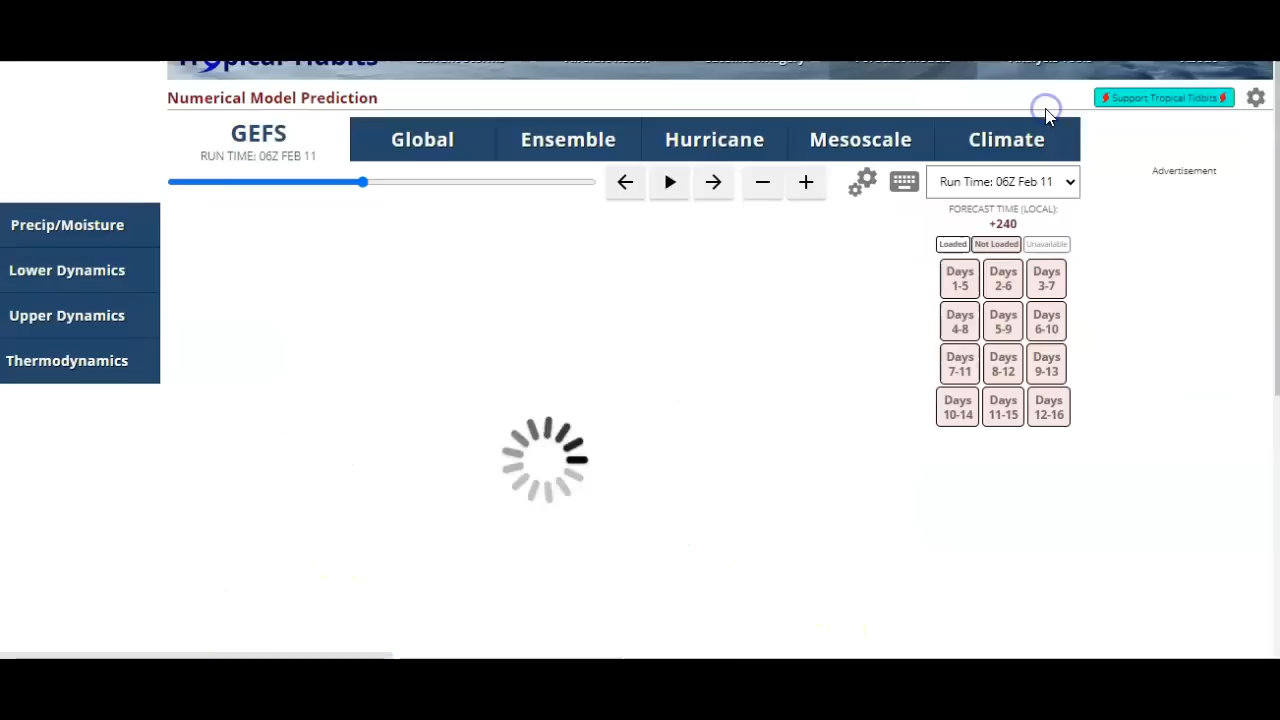 Tropical Tidbits
Numerical Model Prediction
Support Tropical Tidbits
GEFS
RUN TIME: 06Z FEB 11
Global
Ensemble
Hurricane
Mesoscale
Climate
Run Time: 06Z Feb 11
Advertisement
FORECAST TIME (LOCAL):
+240
Loaded
Not Loaded
Unavailable
Precip/Moisture
Lower Dynamics
Upper Dynamics
Thermodynamics
Days Days Days
1-5 2-6 3-7
Days Days Days
4-8 5-9 6-10
Days Days Days
7-11 8-12 9-13
Days Days Days
10-14 11-15 12-16